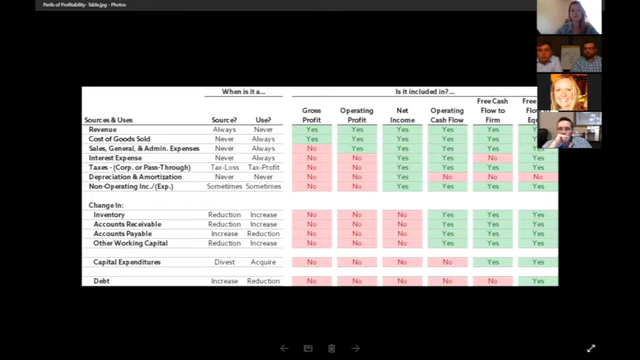 Perils of Profitability- Table.jpg - Photos
When is it a... Is it included in?...
Sources & Uses Source? Use? Gross Profit Operating Profit Net Income Operating Cash Flow Free Cash Flow to Firm Free Cash
Revenue Always Never Yes Yes Yes Yes Yes Yes
Cost of Goods Sold Never Always Yes Yes Yes Yes Yes Yes
Sales, General, & Admin. Expenses Never Always No Yes Yes Yes Yes Yes
Interest Expense Never Always No No Yes Yes No Yes
Taxes - (Corp. or Pass-Through) Tax-Loss Tax-Profit No No Yes Yes Yes Yes
Depreciation & Amortization Never Never No Yes Yes No No No
Non-Operating Inc./(Exp.) Sometimes Sometimes No No Yes Yes Yes Yes
Change In:
Inventory Reduction Increase No No No Yes Yes Yes
Accounts Receivable Reduction Increase No No No Yes Yes Yes
Accounts Payable Increase Reduction No No No Yes Yes Yes
Other Working Capital Reduction Increase No No No Yes Yes Yes
Capital Expenditures Divest Acquire No No No No Yes Yes
Debt Increase Reduction No No No No No Yes